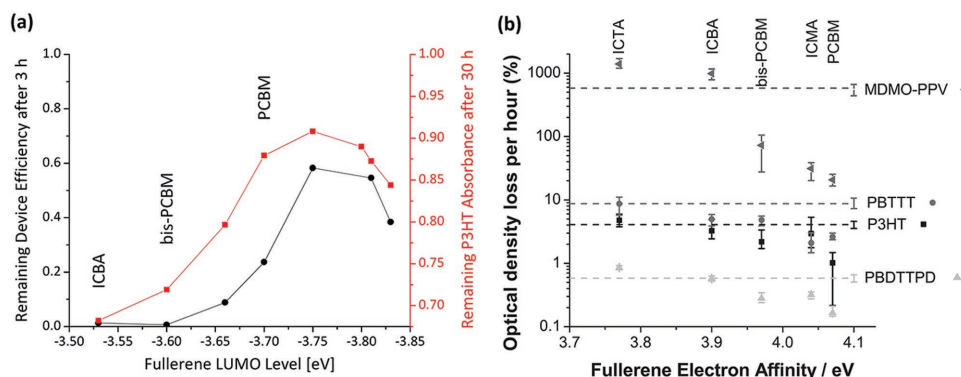 (a)
Remaining Device Efficiency after 3 h
1.0
0.8
0.6
0.4
0.2
0.0
ICBA
bis-PCBM
PCBM
1.00
0.95
0.90
0.85
0.80
0.75
0.70
Remaining P3HT Absorbance after 30 h
-3.50
-3.55
-3.60
-3.65
-3.70
-3.75
-3.80
-3.85
Fullerene LUMO Level [eV]
(b)
Optical density loss per hour (%)
1000
100
10
1
0.1
ICTA
ICBA
bis-PCBM
ICMA
PCBM
MDMO-PPV
PBTTT
P3HT
PBDTTPD
3.7
3.8
3.9
4.0
4.1
Fullerene Electron Affinity / eV